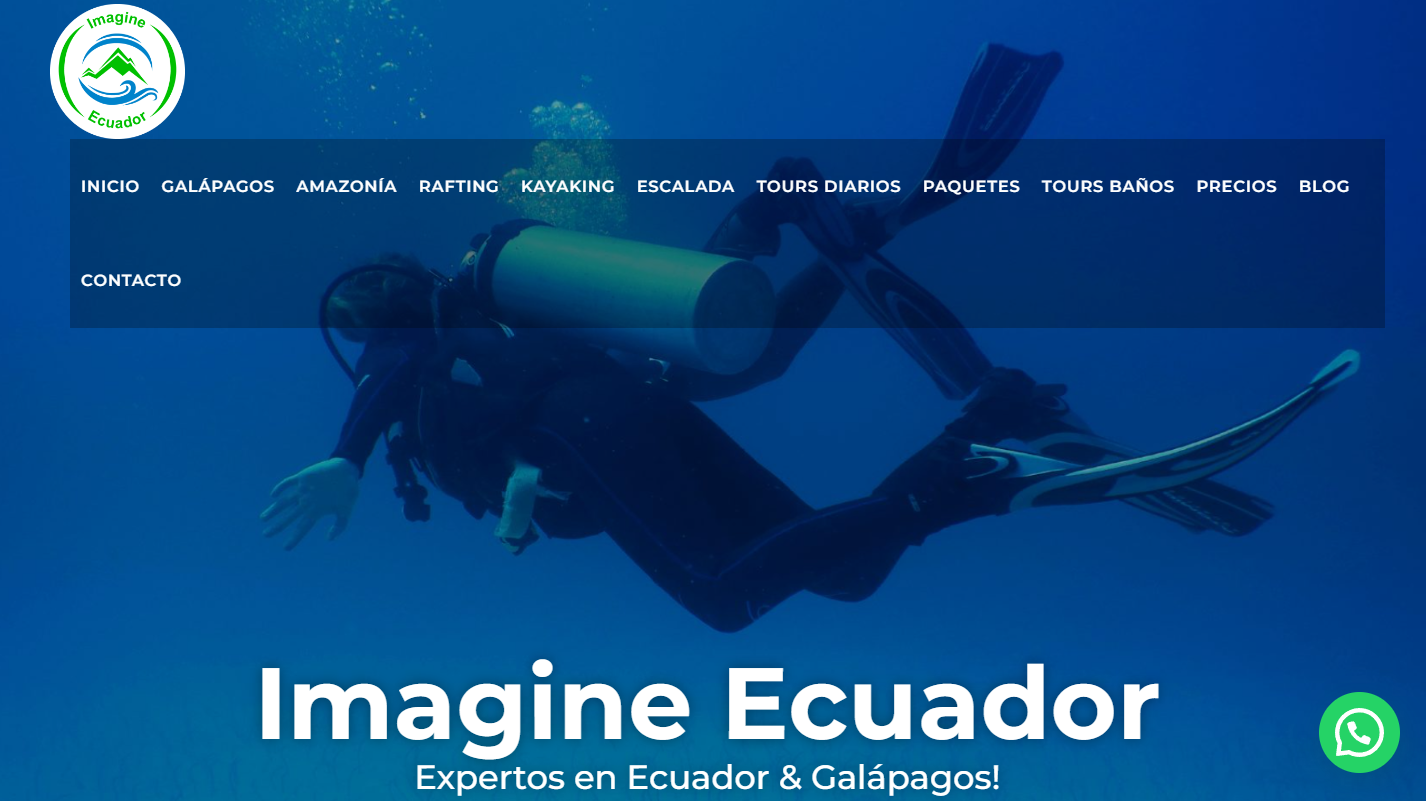 Imagine
Ecuador
INICIO GALÁPAGOS AMAZONÍA RAFTING KAYAKING ESCALADA TOURS DIARIOS PAQUETES TOURS BAÑOS PRECIOS BLOG
CONTACTO
Imagine Ecuador
Expertos en Ecuador & Galápagos!